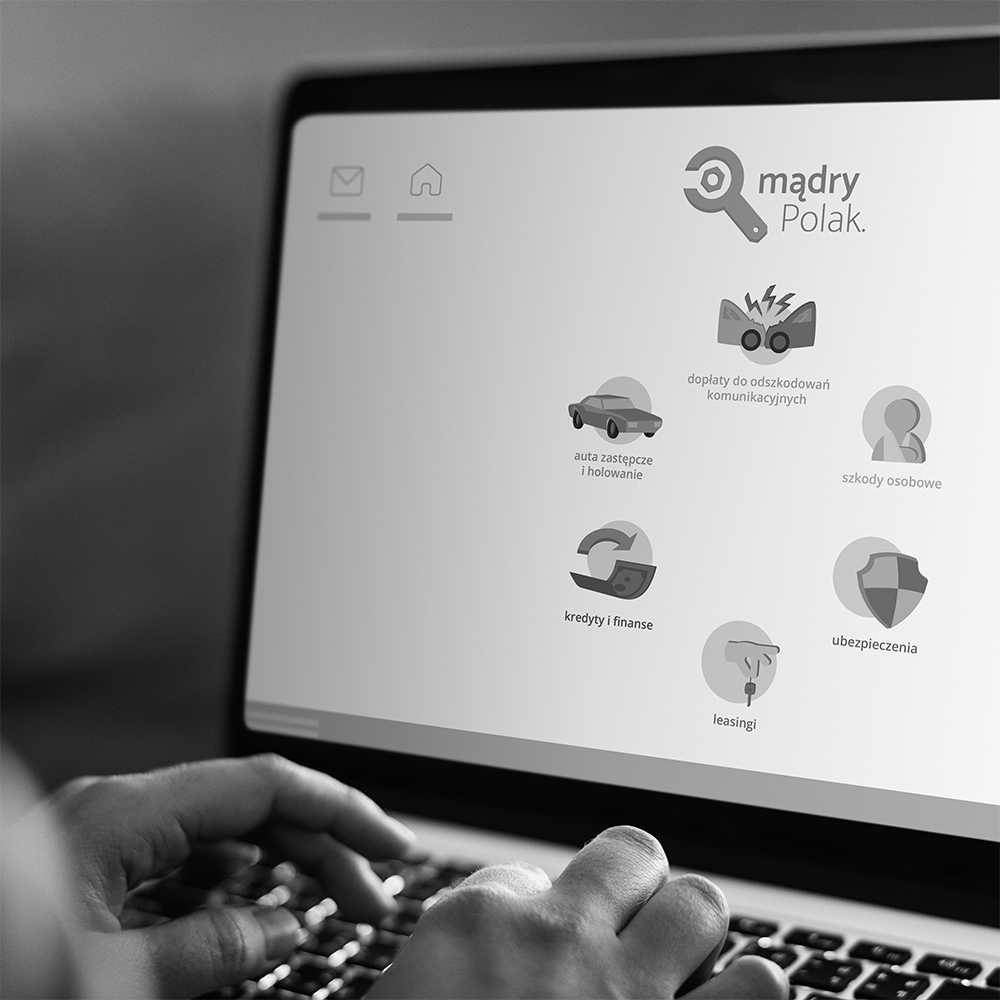 mądry
Polak.
dopłaty do odszkodowań
komunikacyjnych
auta zastępcze
i holowanie
szkody osobowe
kredyty i finanse
ubezpieczenia
leasingi